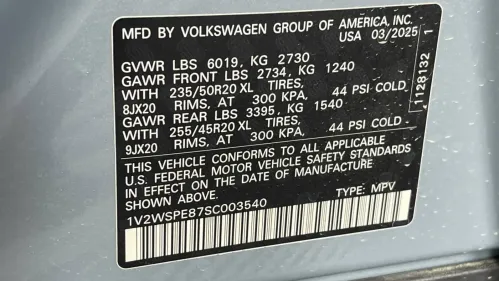 MFD BY VOLKSWAGEN GROUP OF AMERICA, INC.
USA 03/2025
GVWR LBS 6019, KG 2730
GAWR FRONT LBS 2734, KG 1240
WITH 235/50R20 XL TIRES,
8JX20 RIMS, AT 300 KPA, 44 PSI COLD,
GAWR REAR LBS 3395, KG 1540
WITH 255/45R20 XL TIRES,
9JX20 RIMS, AT 300 KPA, 44 PSI COLD
THIS VEHICLE CONFORMS TO ALL APPLICABLE
U.S. FEDERAL MOTOR VEHICLE SAFETY STANDARDS
IN EFFECT ON THE DATE OF MANUFACTURE
SHOWN ABOVE.
1V2WSPE87SC003540 TYPE: MPV
1128132 1